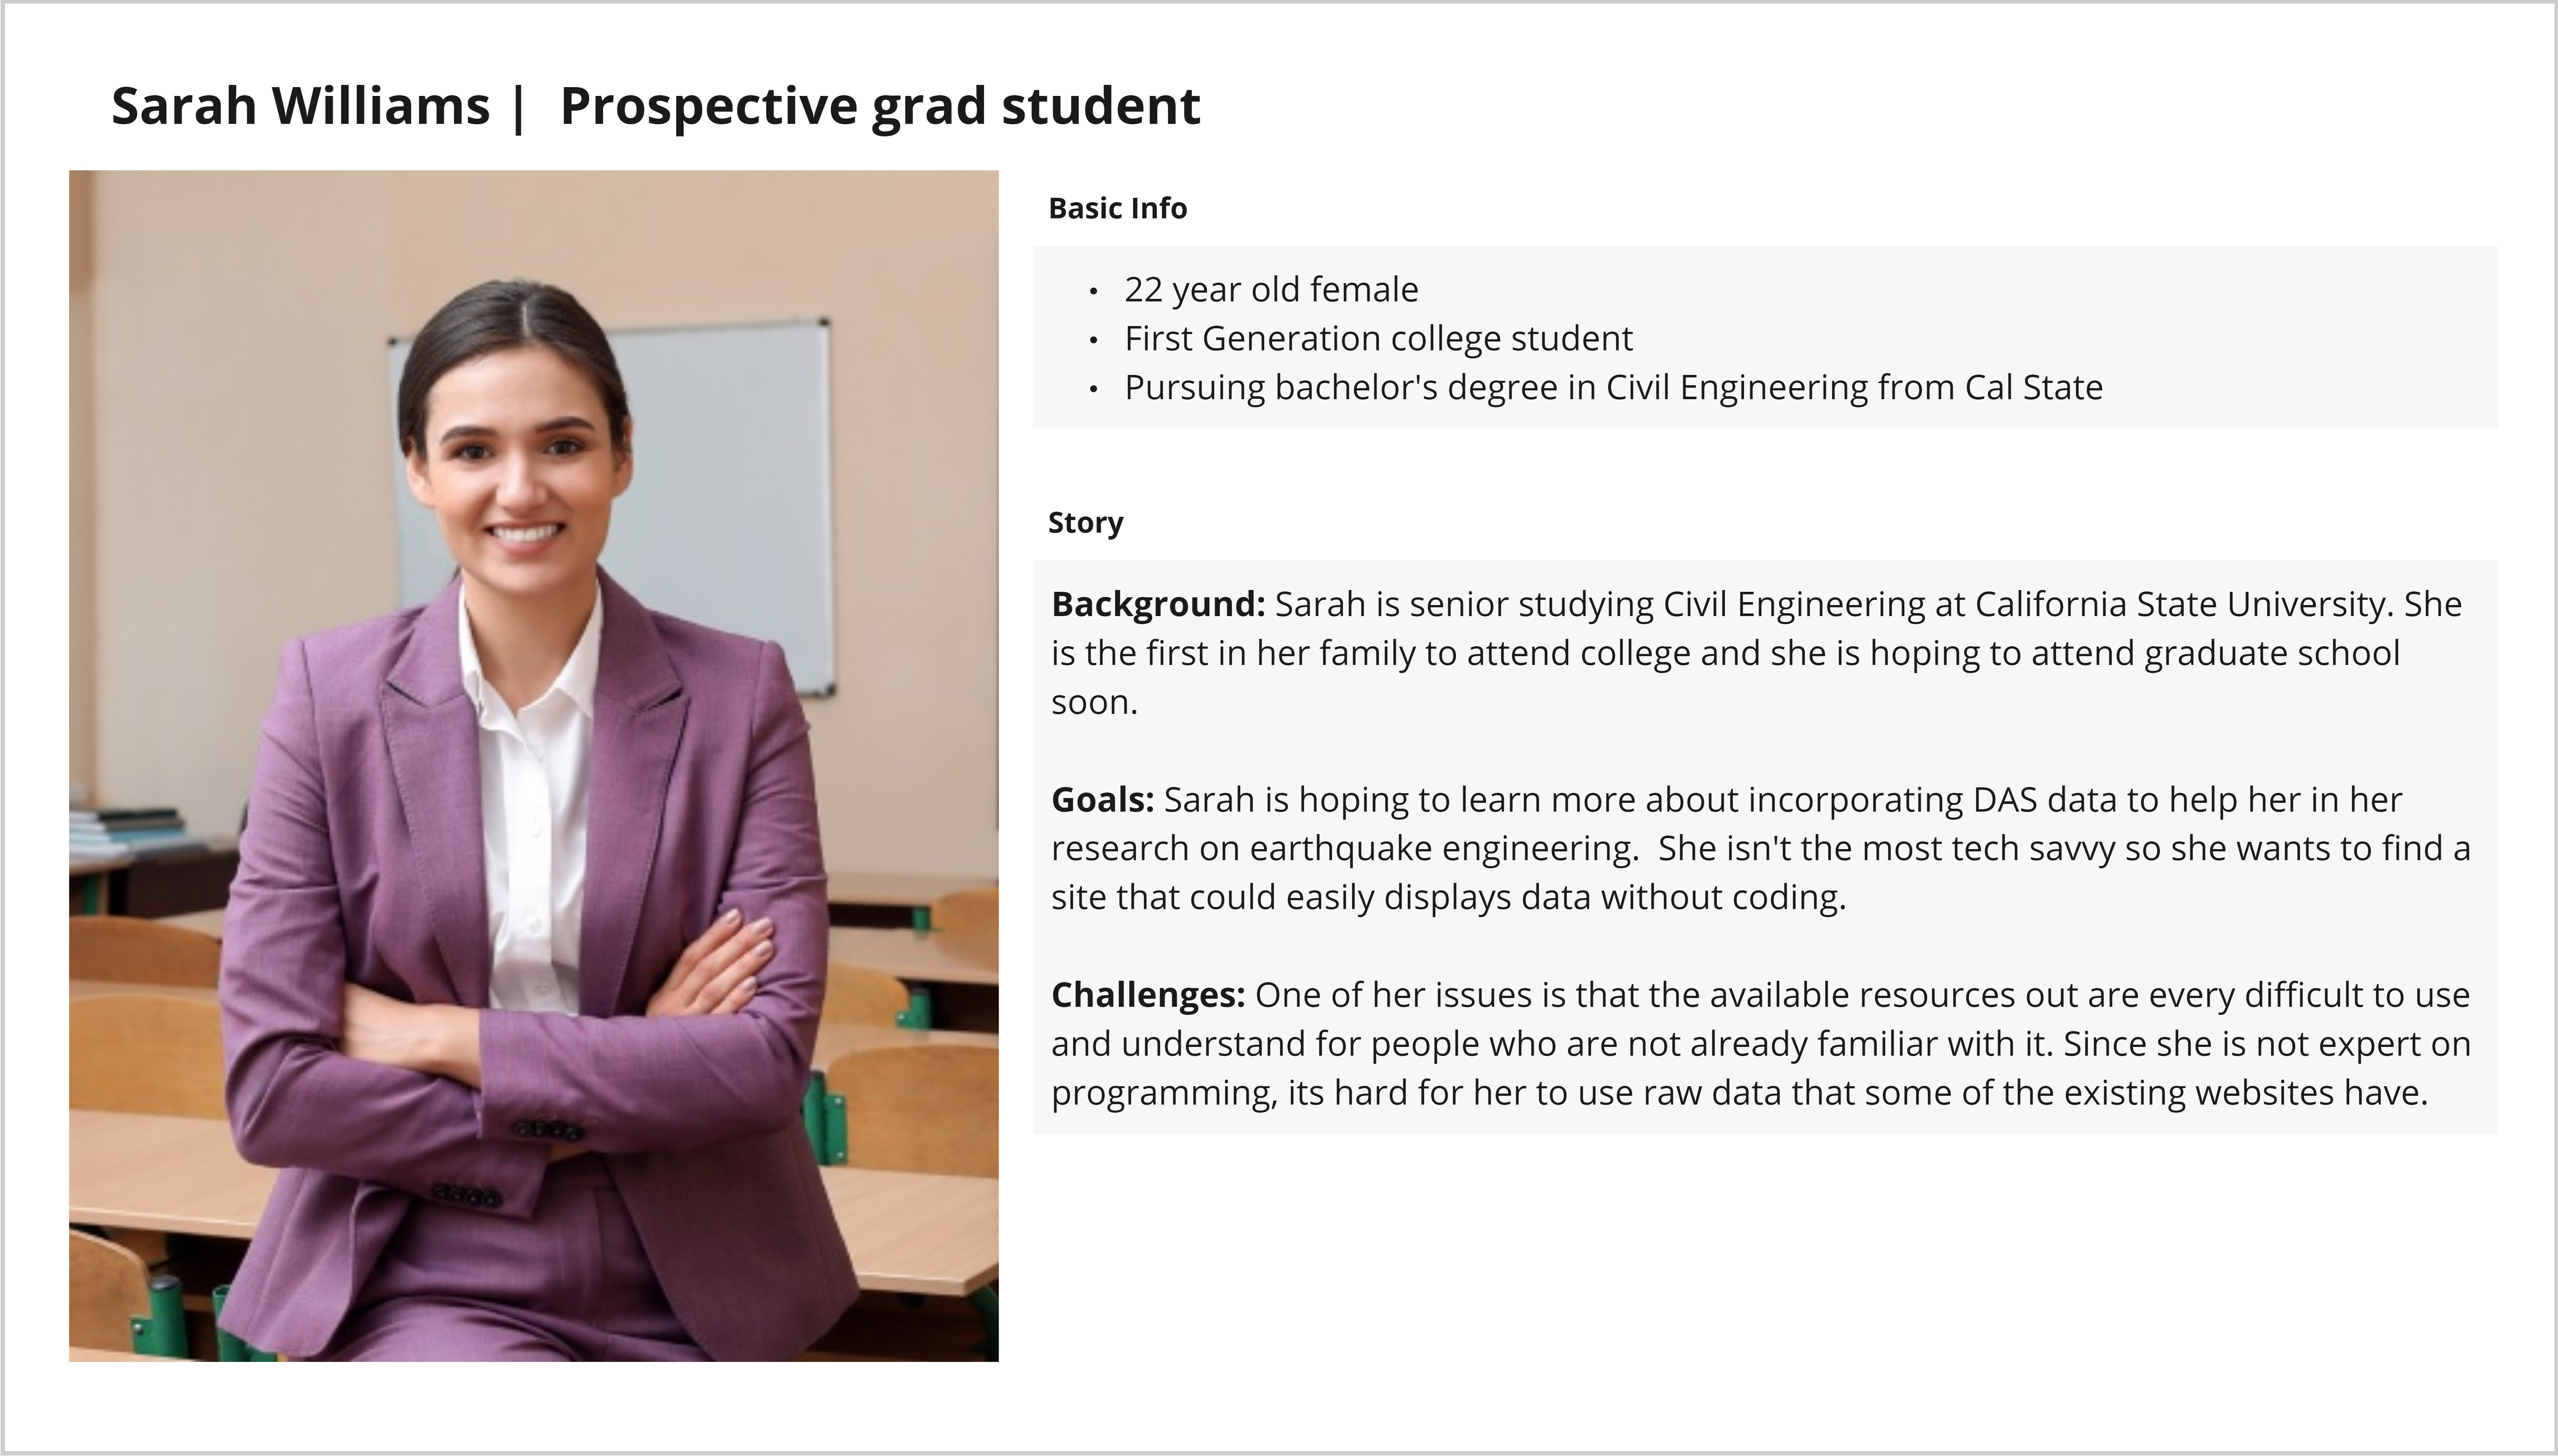 Sarah Williams |  Prospective grad student
Basic Info
• 22 year old female
• First Generation college student
• Pursuing bachelor's degree in Civil Engineering from Cal State
Story
Background: Sarah is senior studying Civil Engineering at California State University. She
is the first in her family to attend college and she is hoping to attend graduate school
soon.
Goals: Sarah is hoping to learn more about incorporating DAS data to help her in her
research on earthquake engineering.  She isn't the most tech savvy so she wants to find a
site that could easily displays data without coding.
Challenges: One of her issues is that the available resources out are every difficult to use
and understand for people who are not already familiar with it. Since she is not expert on
programming, its hard for her to use raw data that some of the existing websites have.